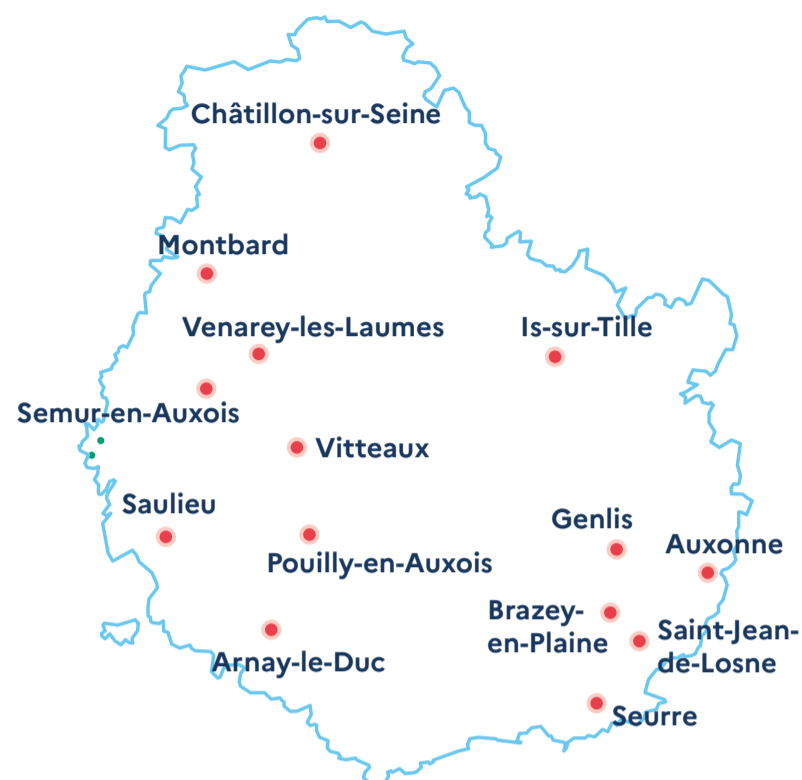 Châtillon-sur-Seine
Montbard
Venarey-les-Laumes
Is-sur-Tille
Semur-en-Auxois
Vitteaux
Saulieu
Pouilly-en-Auxois
Genlis
Auxonne
Brazey-
en-Plaine
Saint-Jean-
de-Losne
Arnay-le-Duc
Seurre